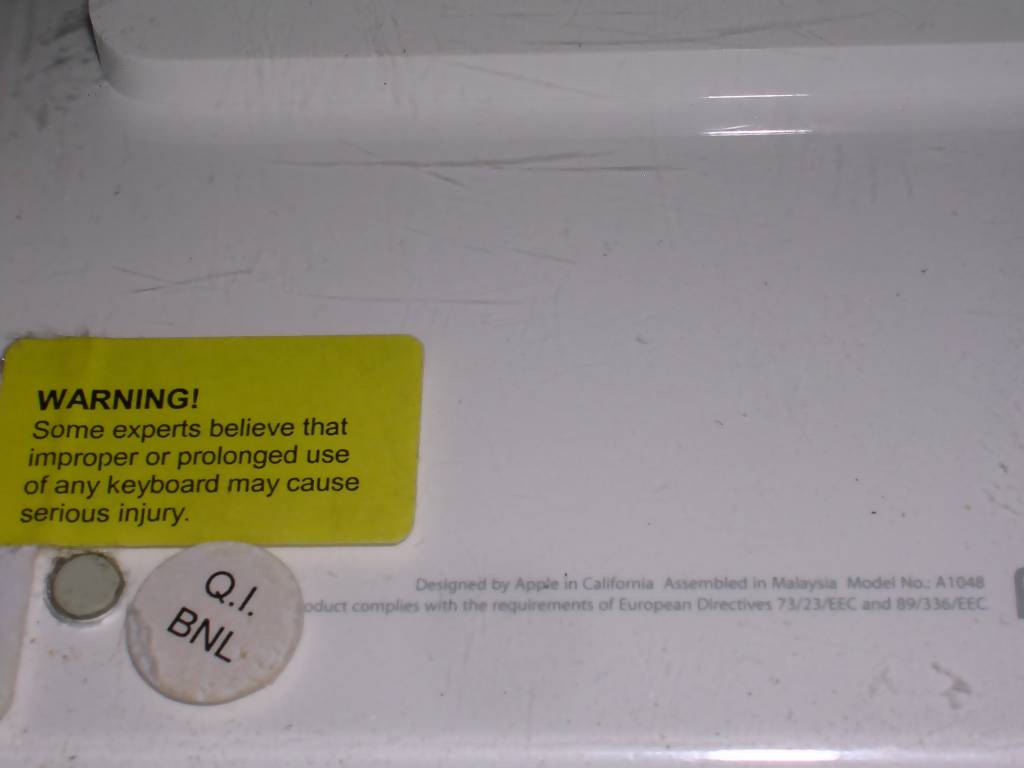 WARNING!
Some experts believe that
improper or prolonged use
of any keyboard may cause
serious injury.
Q.I.
BNL
Designed by Apple in California Assembled in Malaysia Model No.: A1048
oduct complies with the requirements of European Directives 73/23/EEC and 89/336/EEC